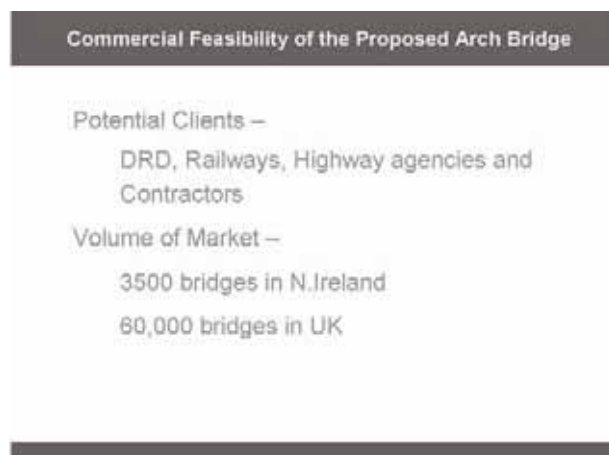 Commercial Feasibility of the Proposed Arch Bridge
Potential Clients –
DRD, Railways, Highway agencies and
Contractors
Volume of Market –
3500 bridges in N.Ireland
60,000 bridges in UK